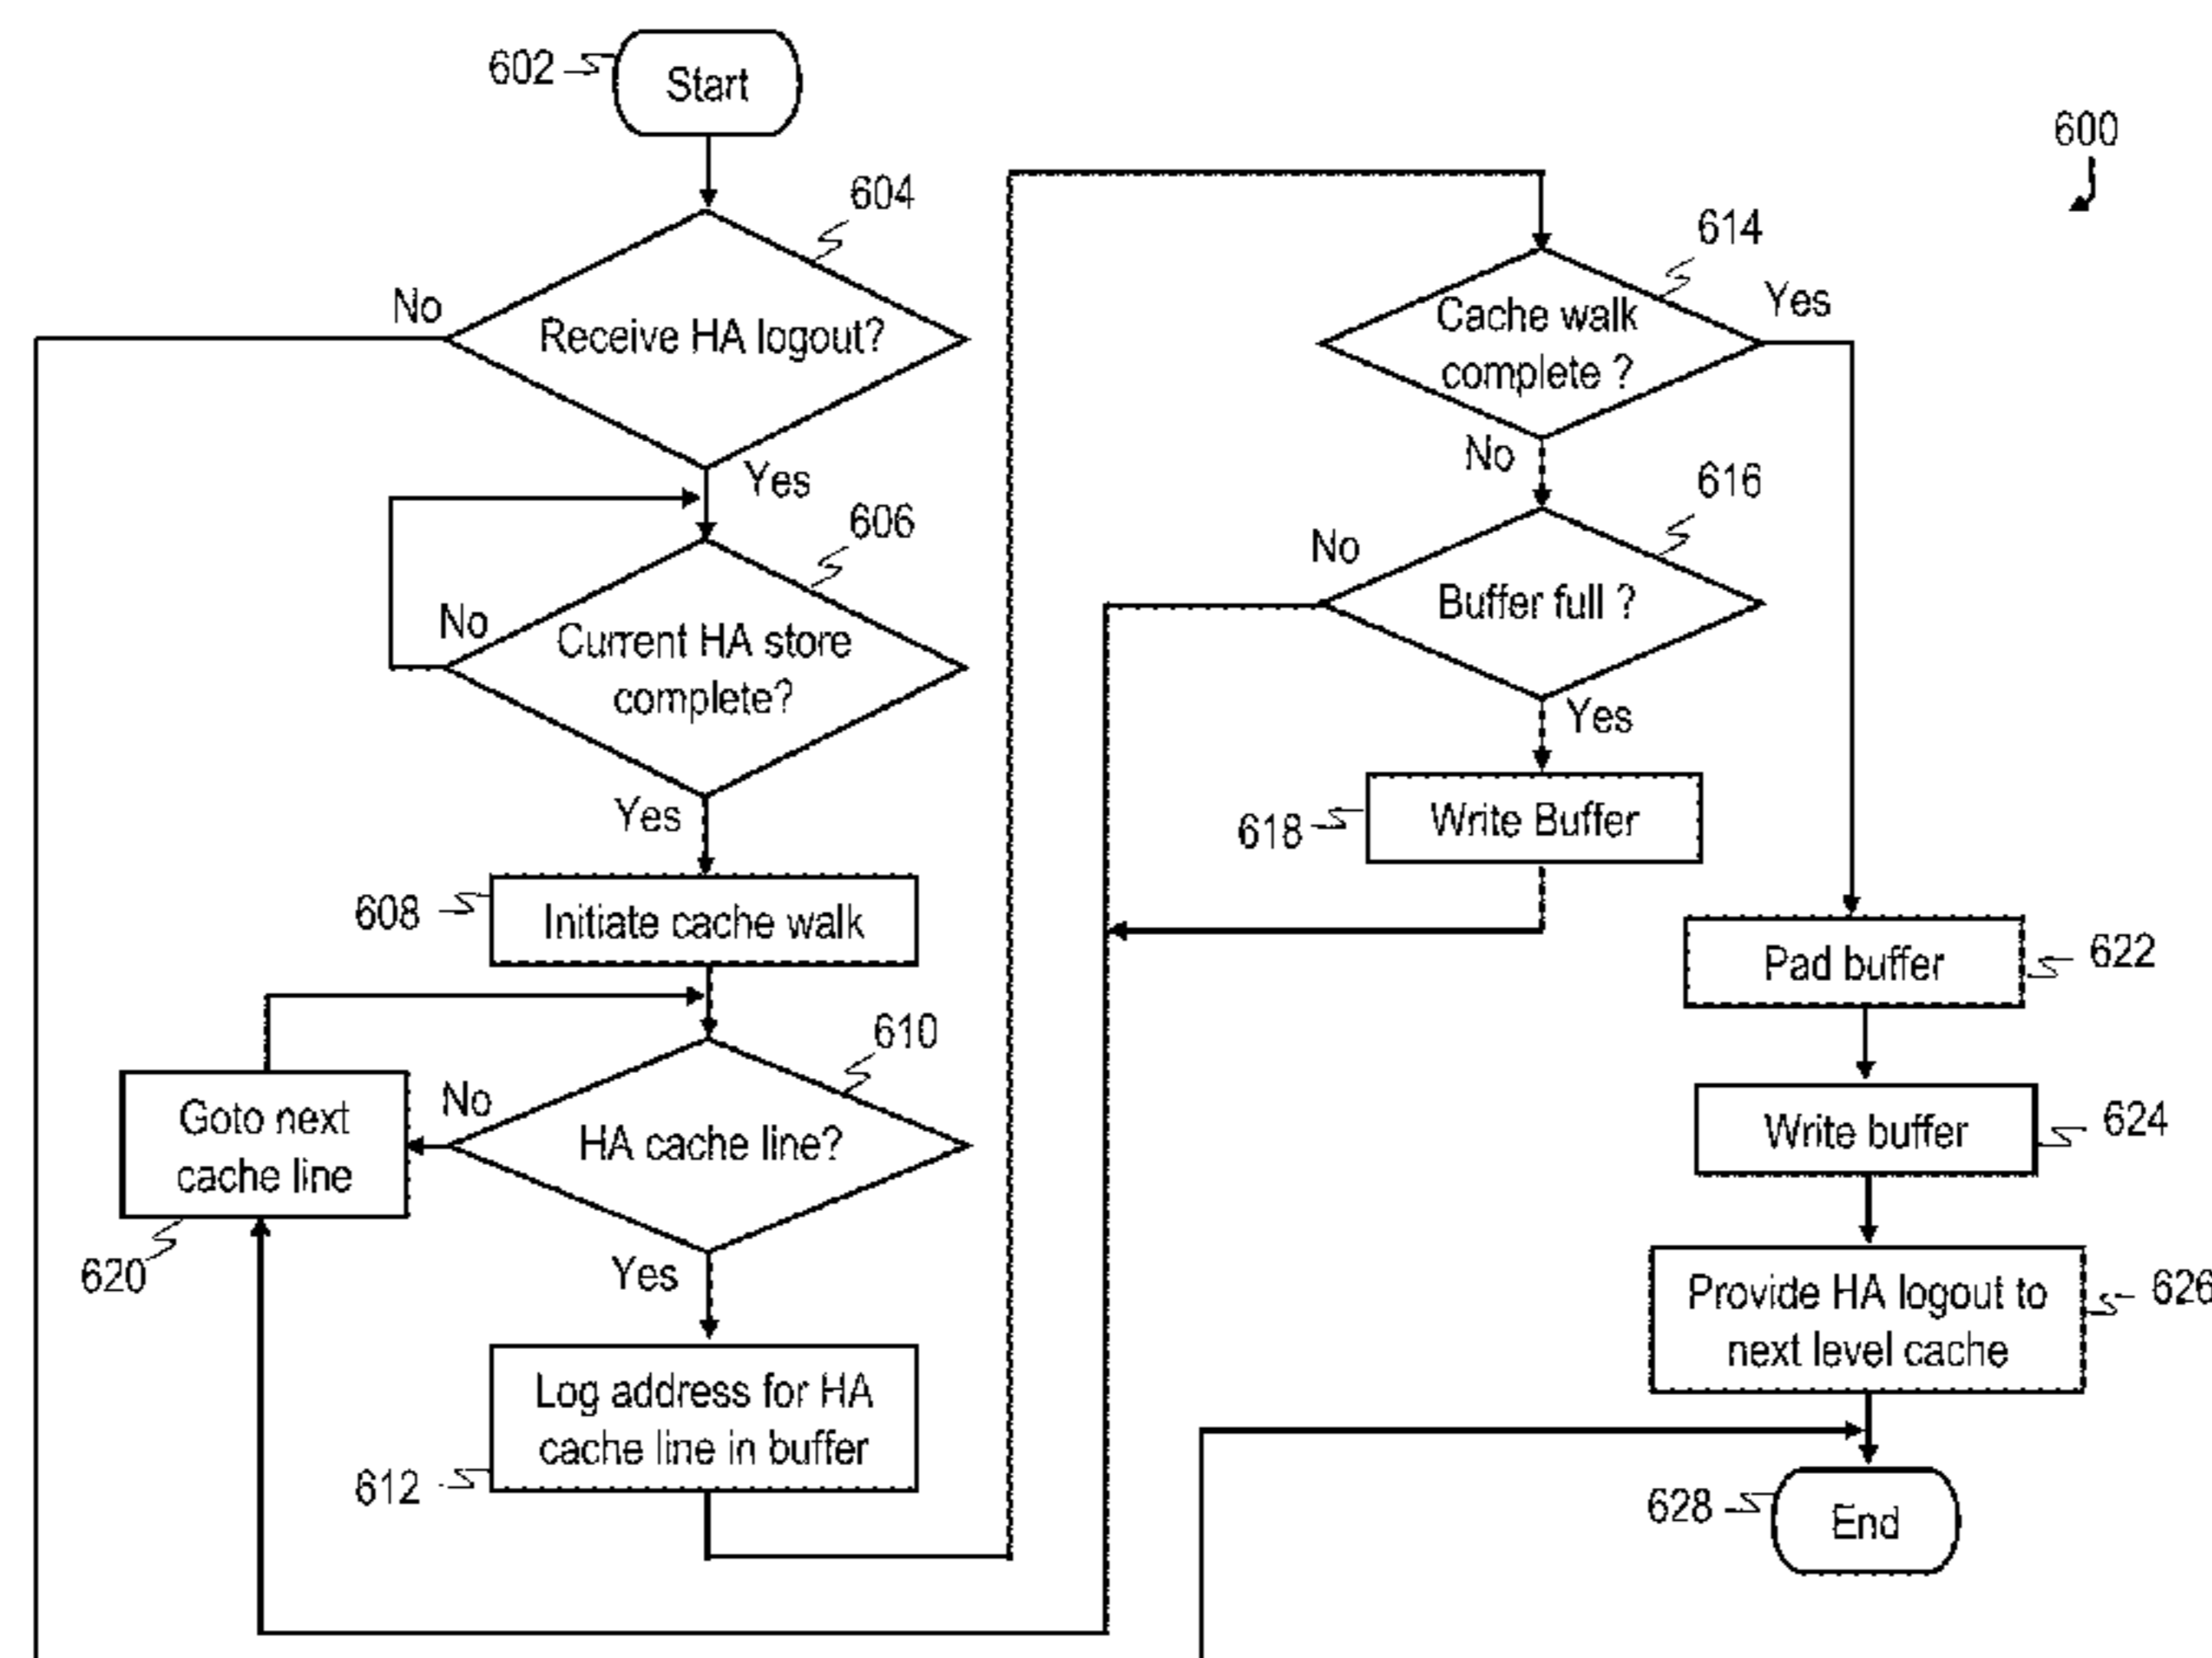 602
Start
600
604
No
Receive HA logout?
Yes
606
No
Current HA store
complete?
Yes
608
Initiate cache walk
610
No
HA cache line?
Goto next
cache line
620
Yes
Log address for HA
cache line in buffer
612
614
Cache walk
complete ?
Yes
No
616
No
Buffer full ?
Yes
618
Write Buffer
Pad buffer
622
Write buffer
624
Provide HA logout to
next level cache
626
628
End